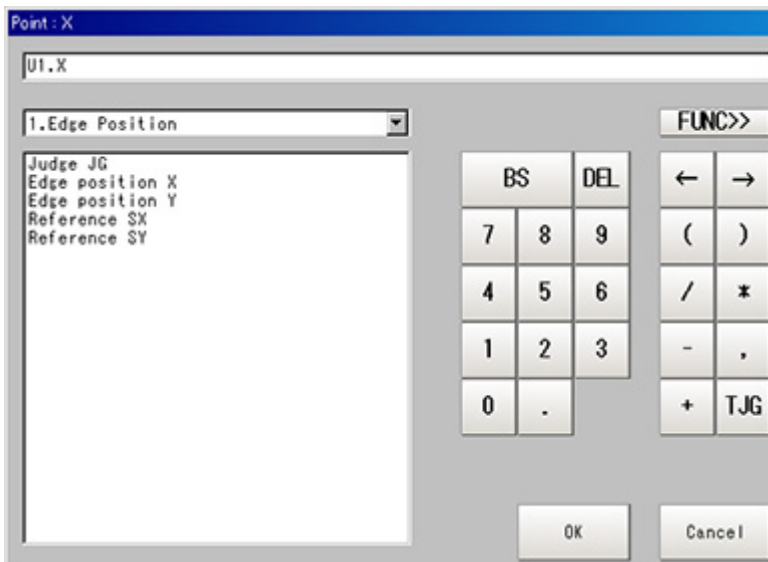 Point : X
U1.X
1.Edge Position
FUNC>>
Judge JG
Edge position X
Edge position Y
Reference SX
Reference SY
BS DEL ← →
7 8 9 ( )
4 5 6 / *
1 2 3 - ,
0 . + TJG
OK Cancel